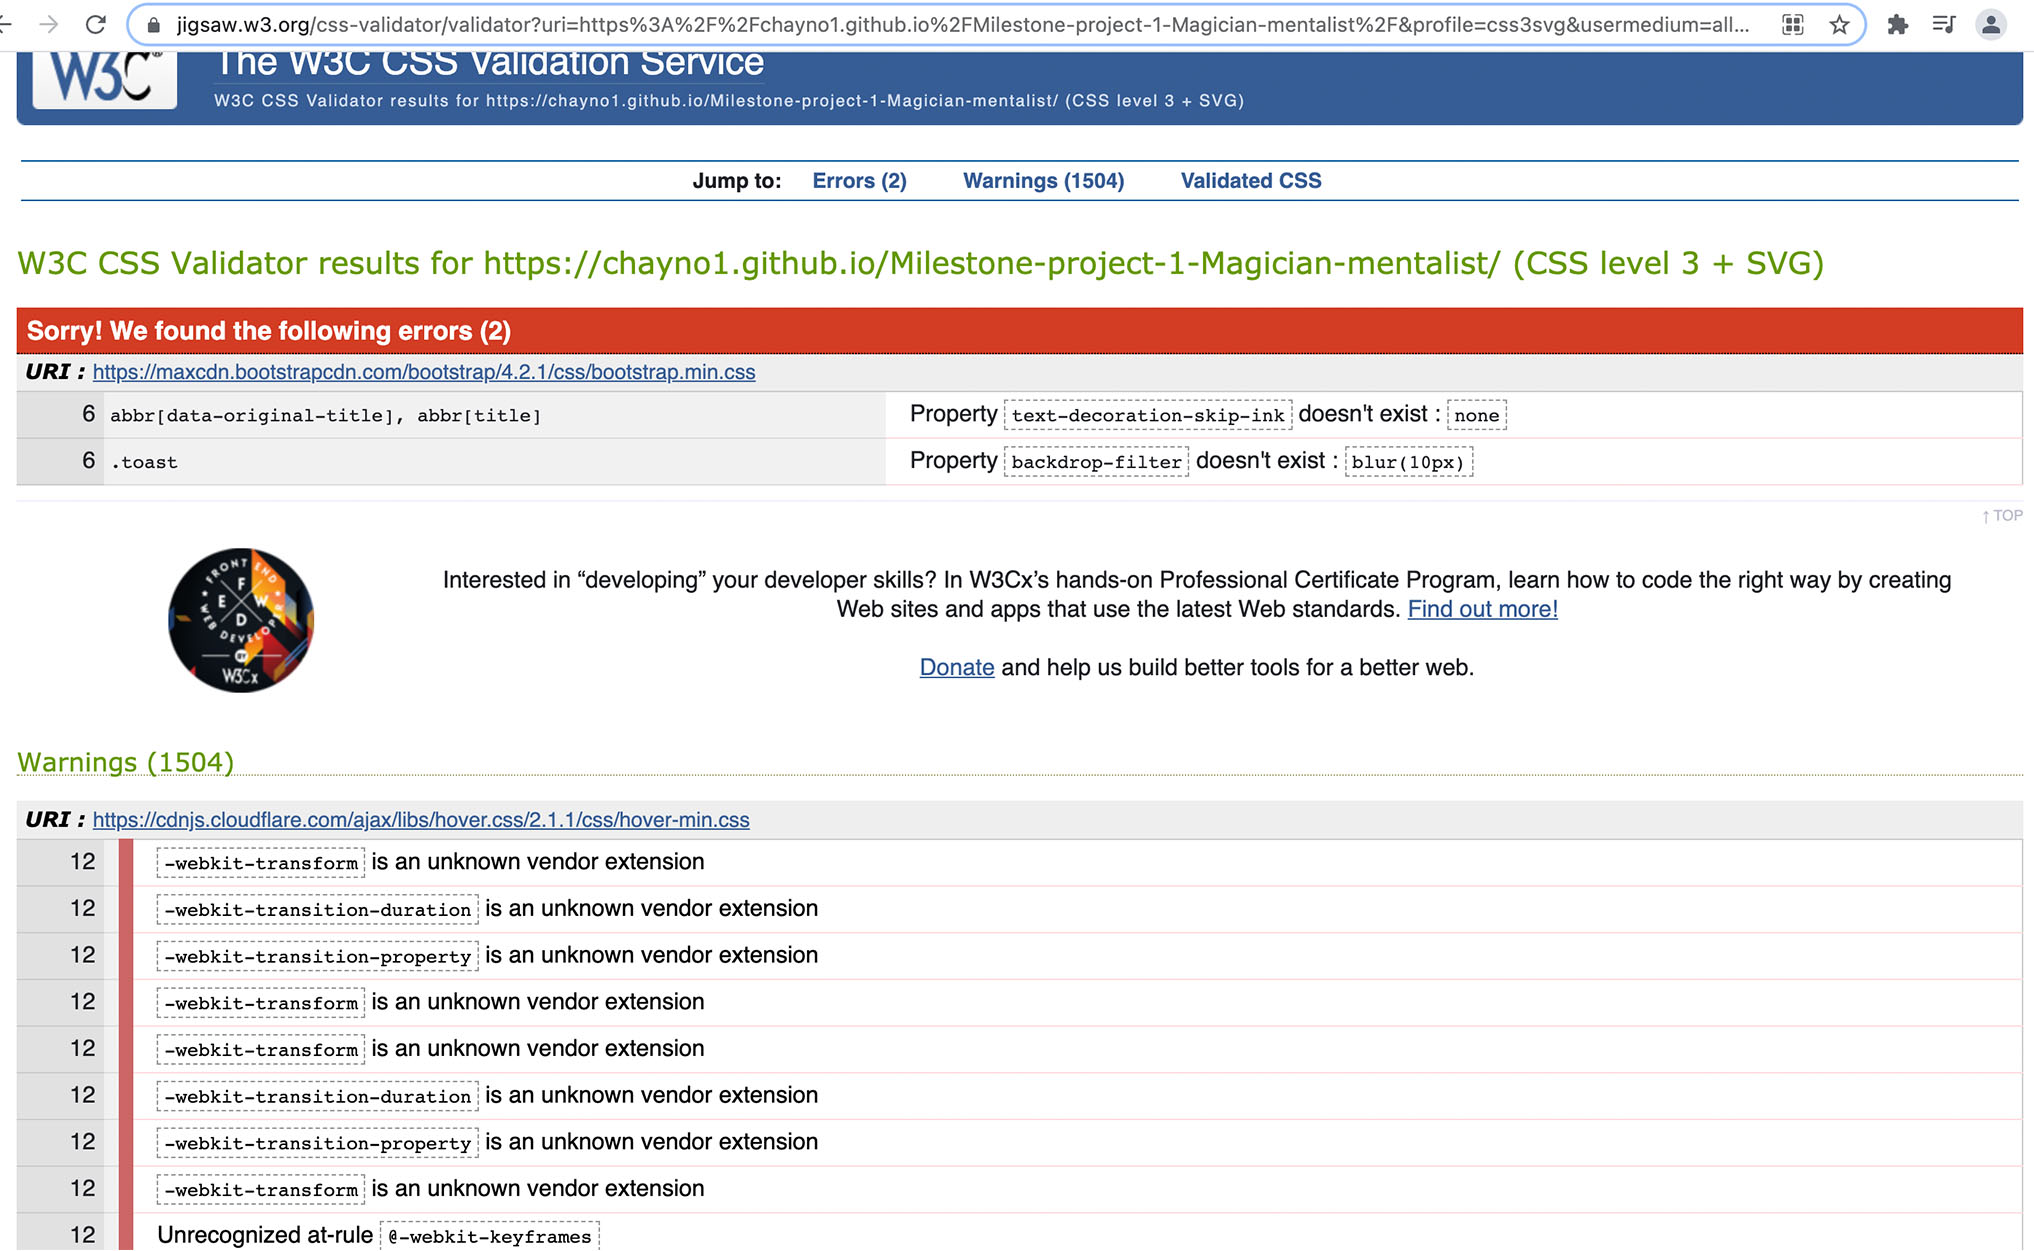 jigsaw.w3.org/css-validator/validator?uri=https%3A%2F%2Fchayno1.github.io%2FMilestone-project-1-Magician-mentalist%2F&profile=css3svg&usermedium=all...
W3C®
The W3C CSS Validation Service
W3C CSS Validator results for https://chayno1.github.io/Milestone-project-1-Magician-mentalist/ (CSS level 3 + SVG)
Jump to: Errors (2) Warnings (1504) Validated CSS
W3C CSS Validator results for https://chayno1.github.io/Milestone-project-1-Magician-mentalist/ (CSS level 3 + SVG)
Sorry! We found the following errors (2)
URI : https://maxcdn.bootstrapcdn.com/bootstrap/4.2.1/css/bootstrap.min.css
6 abbr[data-original-title], abbr[title] Property text-decoration-skip-ink doesn't exist : none
6 .toast Property backdrop-filter doesn't exist : blur(10px)
↑ TOP
FRONT END
F
E W
D
WEB DEVELOPER
BY
W3Cx
Interested in “developing” your developer skills? In W3Cx’s hands-on Professional Certificate Program, learn how to code the right way by creating
Web sites and apps that use the latest Web standards. Find out more!
Donate and help us build better tools for a better web.
Warnings (1504)
URI : https://cdnjs.cloudflare.com/ajax/libs/hover.css/2.1.1/css/hover-min.css
12 -webkit-transform is an unknown vendor extension
12 -webkit-transition-duration is an unknown vendor extension
12 -webkit-transition-property is an unknown vendor extension
12 -webkit-transform is an unknown vendor extension
12 -webkit-transform is an unknown vendor extension
12 -webkit-transition-duration is an unknown vendor extension
12 -webkit-transition-property is an unknown vendor extension
12 -webkit-transform is an unknown vendor extension
12 Unrecognized at-rule @-webkit-keyframes